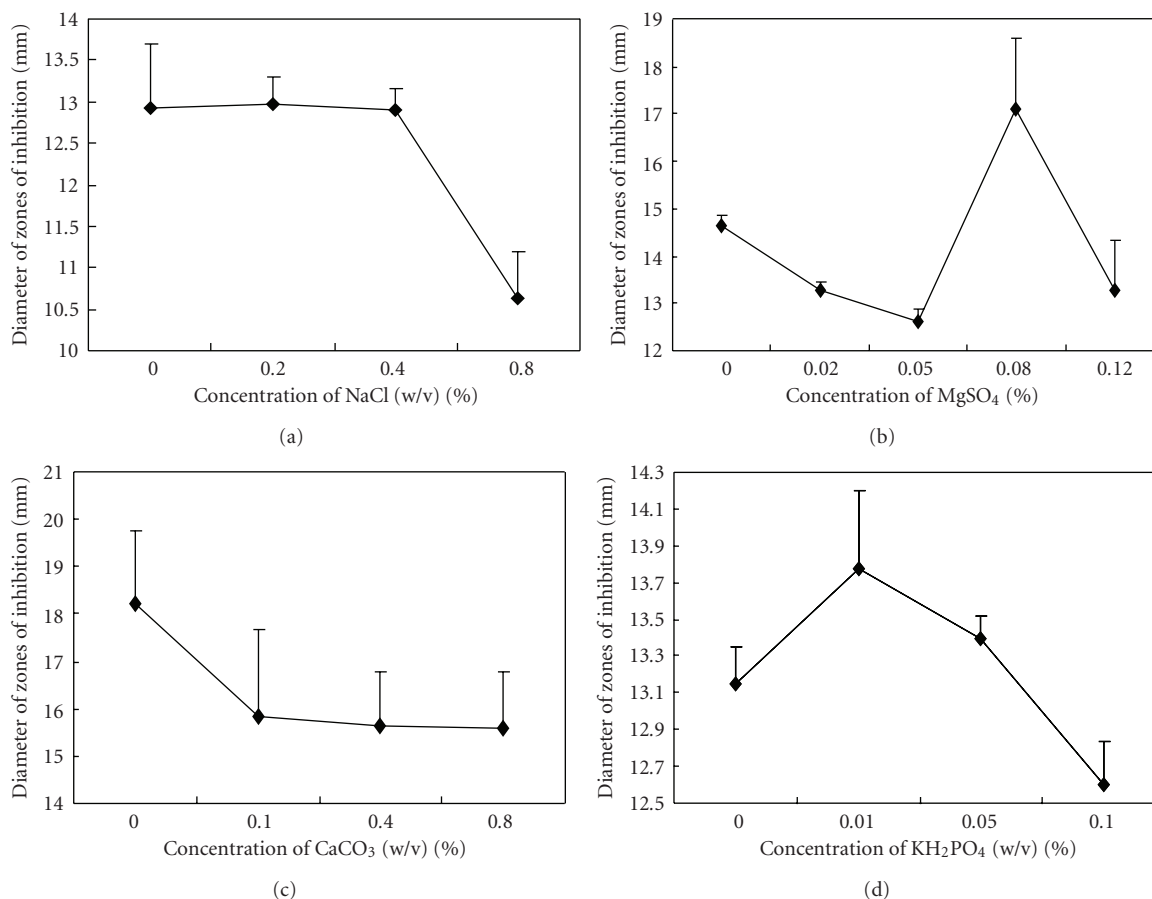 14
13.5
13
12.5
12
11.5
11
10.5
10
Diameter of zones of inhibition (mm)
0 0.2 0.4 0.8
Concentration of NaCl (w/v) (%)
(a)
19
18
17
16
15
14
13
12
Diameter of zones of inhibition (mm)
0 0.02 0.05 0.08 0.12
Concentration of MgSO₄ (%)
(b)
21
20
19
18
17
16
15
14
Diameter of zones of inhibition (mm)
0 0.1 0.4 0.8
Concentration of CaCO₃ (w/v) (%)
(c)
14.3
14.1
13.9
13.7
13.5
13.3
13.1
12.9
12.7
12.5
Diameter of zones of inhibition (mm)
0 0.01 0.05 0.1
Concentration of KH₂PO₄ (w/v) (%)
(d)